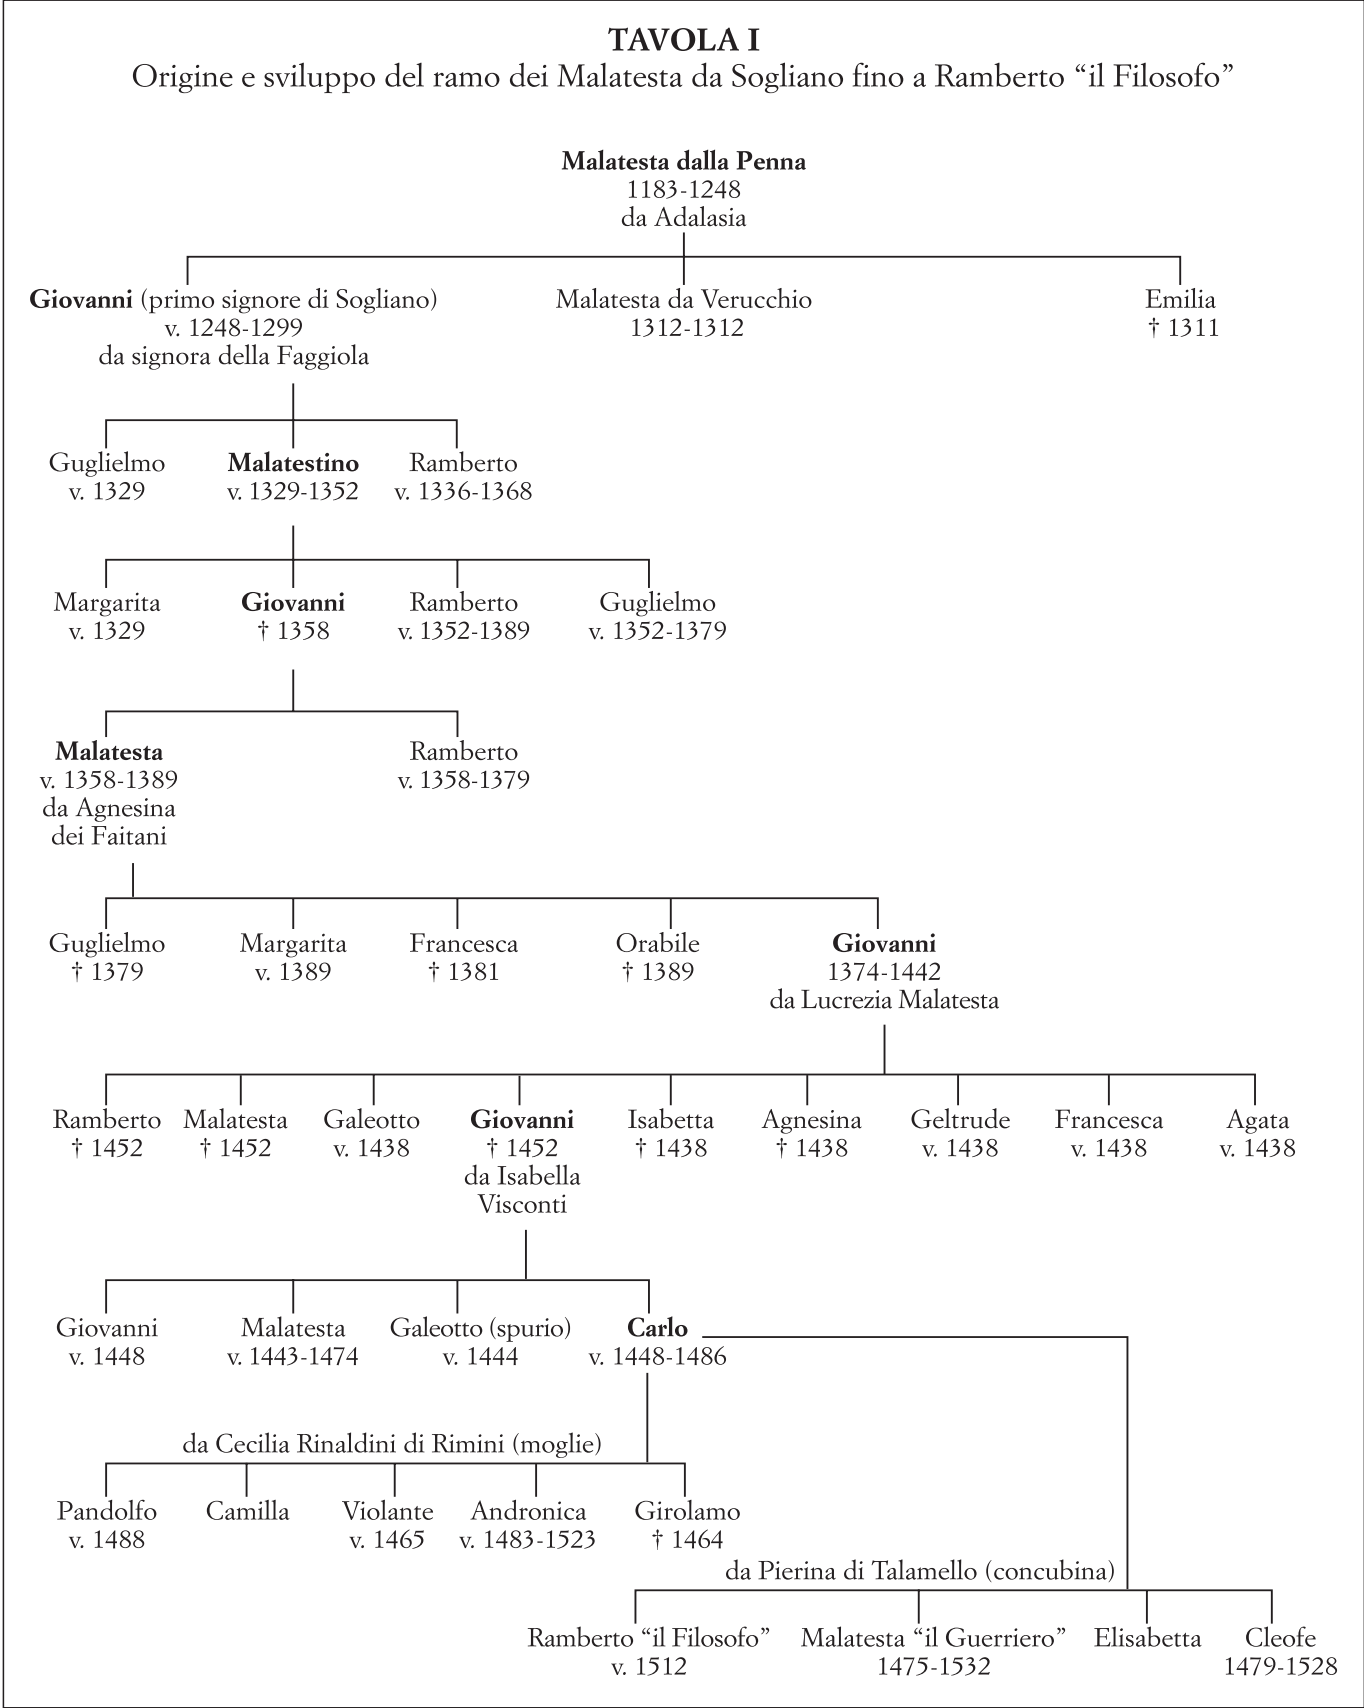 TAVOLA I
Origine e sviluppo del ramo dei Malatesta da Sogliano fino a Ramberto “il Filosofo”
Malatesta dalla Penna
1183-1248
da Adalasia
Giovanni (primo signore di Sogliano)
v. 1248-1299
da signora della Faggiola
Malatesta da Verucchio
1312-1312
Emilia
† 1311
Guglielmo
v. 1329
Malatestino
v. 1329-1352
Ramberto
v. 1336-1368
Margarita
v. 1329
Giovanni
† 1358
Ramberto
v. 1352-1389
Guglielmo
v. 1352-1379
Malatesta
v. 1358-1389
da Agnesina
dei Faitani
Ramberto
v. 1358-1379
Guglielmo
† 1379
Margarita
v. 1389
Francesca
† 1381
Orabile
† 1389
Giovanni
1374-1442
da Lucrezia Malatesta
Ramberto
† 1452
Malatesta
† 1452
Galeotto
v. 1438
Giovanni
† 1452
da Isabella
Visconti
Isabetta
† 1438
Agnesina
† 1438
Geltrude
v. 1438
Francesca
v. 1438
Agata
v. 1438
Giovanni
v. 1448
Malatesta
v. 1443-1474
Galeotto (spurio)
v. 1444
Carlo
v. 1448-1486
da Cecilia Rinaldini di Rimini (moglie)
Pandolfo
v. 1488
Camilla
Violante
v. 1465
Andronica
v. 1483-1523
Girolamo
† 1464
da Pierina di Talamello (concubina)
Ramberto “il Filosofo”
v. 1512
Malatesta “il Guerriero”
1475-1532
Elisabetta
Cleofe
1479-1528